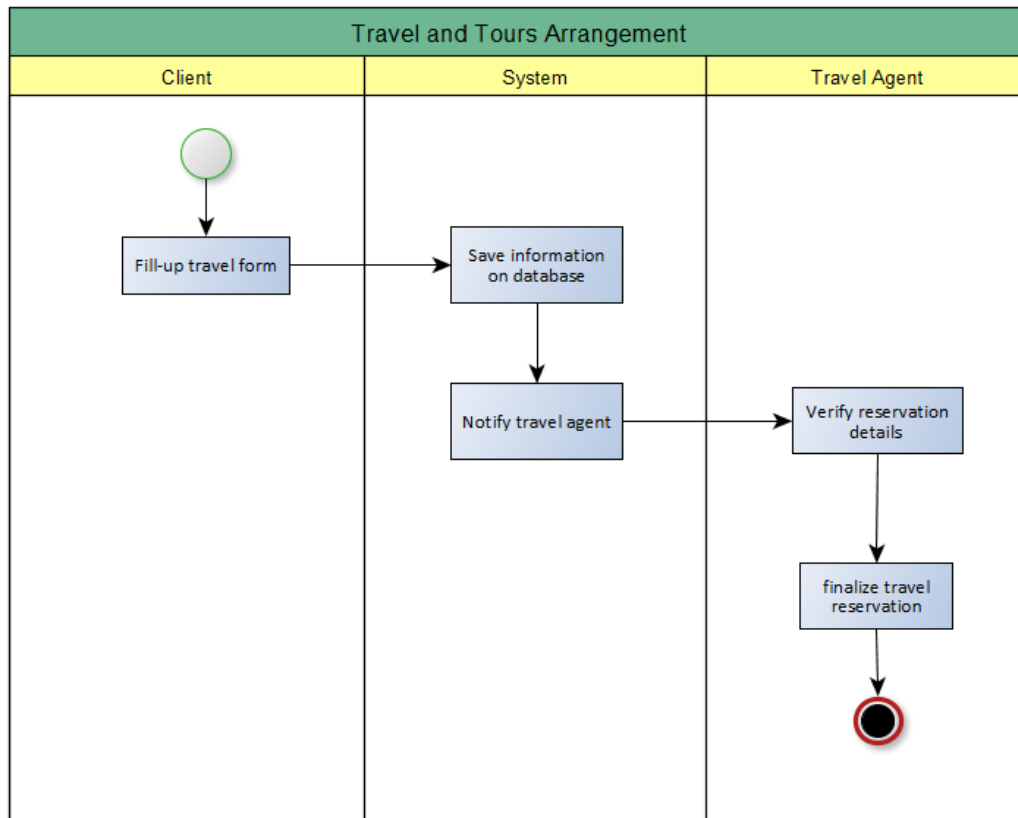 Travel and Tours Arrangement
Client
System
Travel Agent
Fill-up travel form
Save information
on database
Notify travel agent
Verify reservation
details
finalize travel
reservation